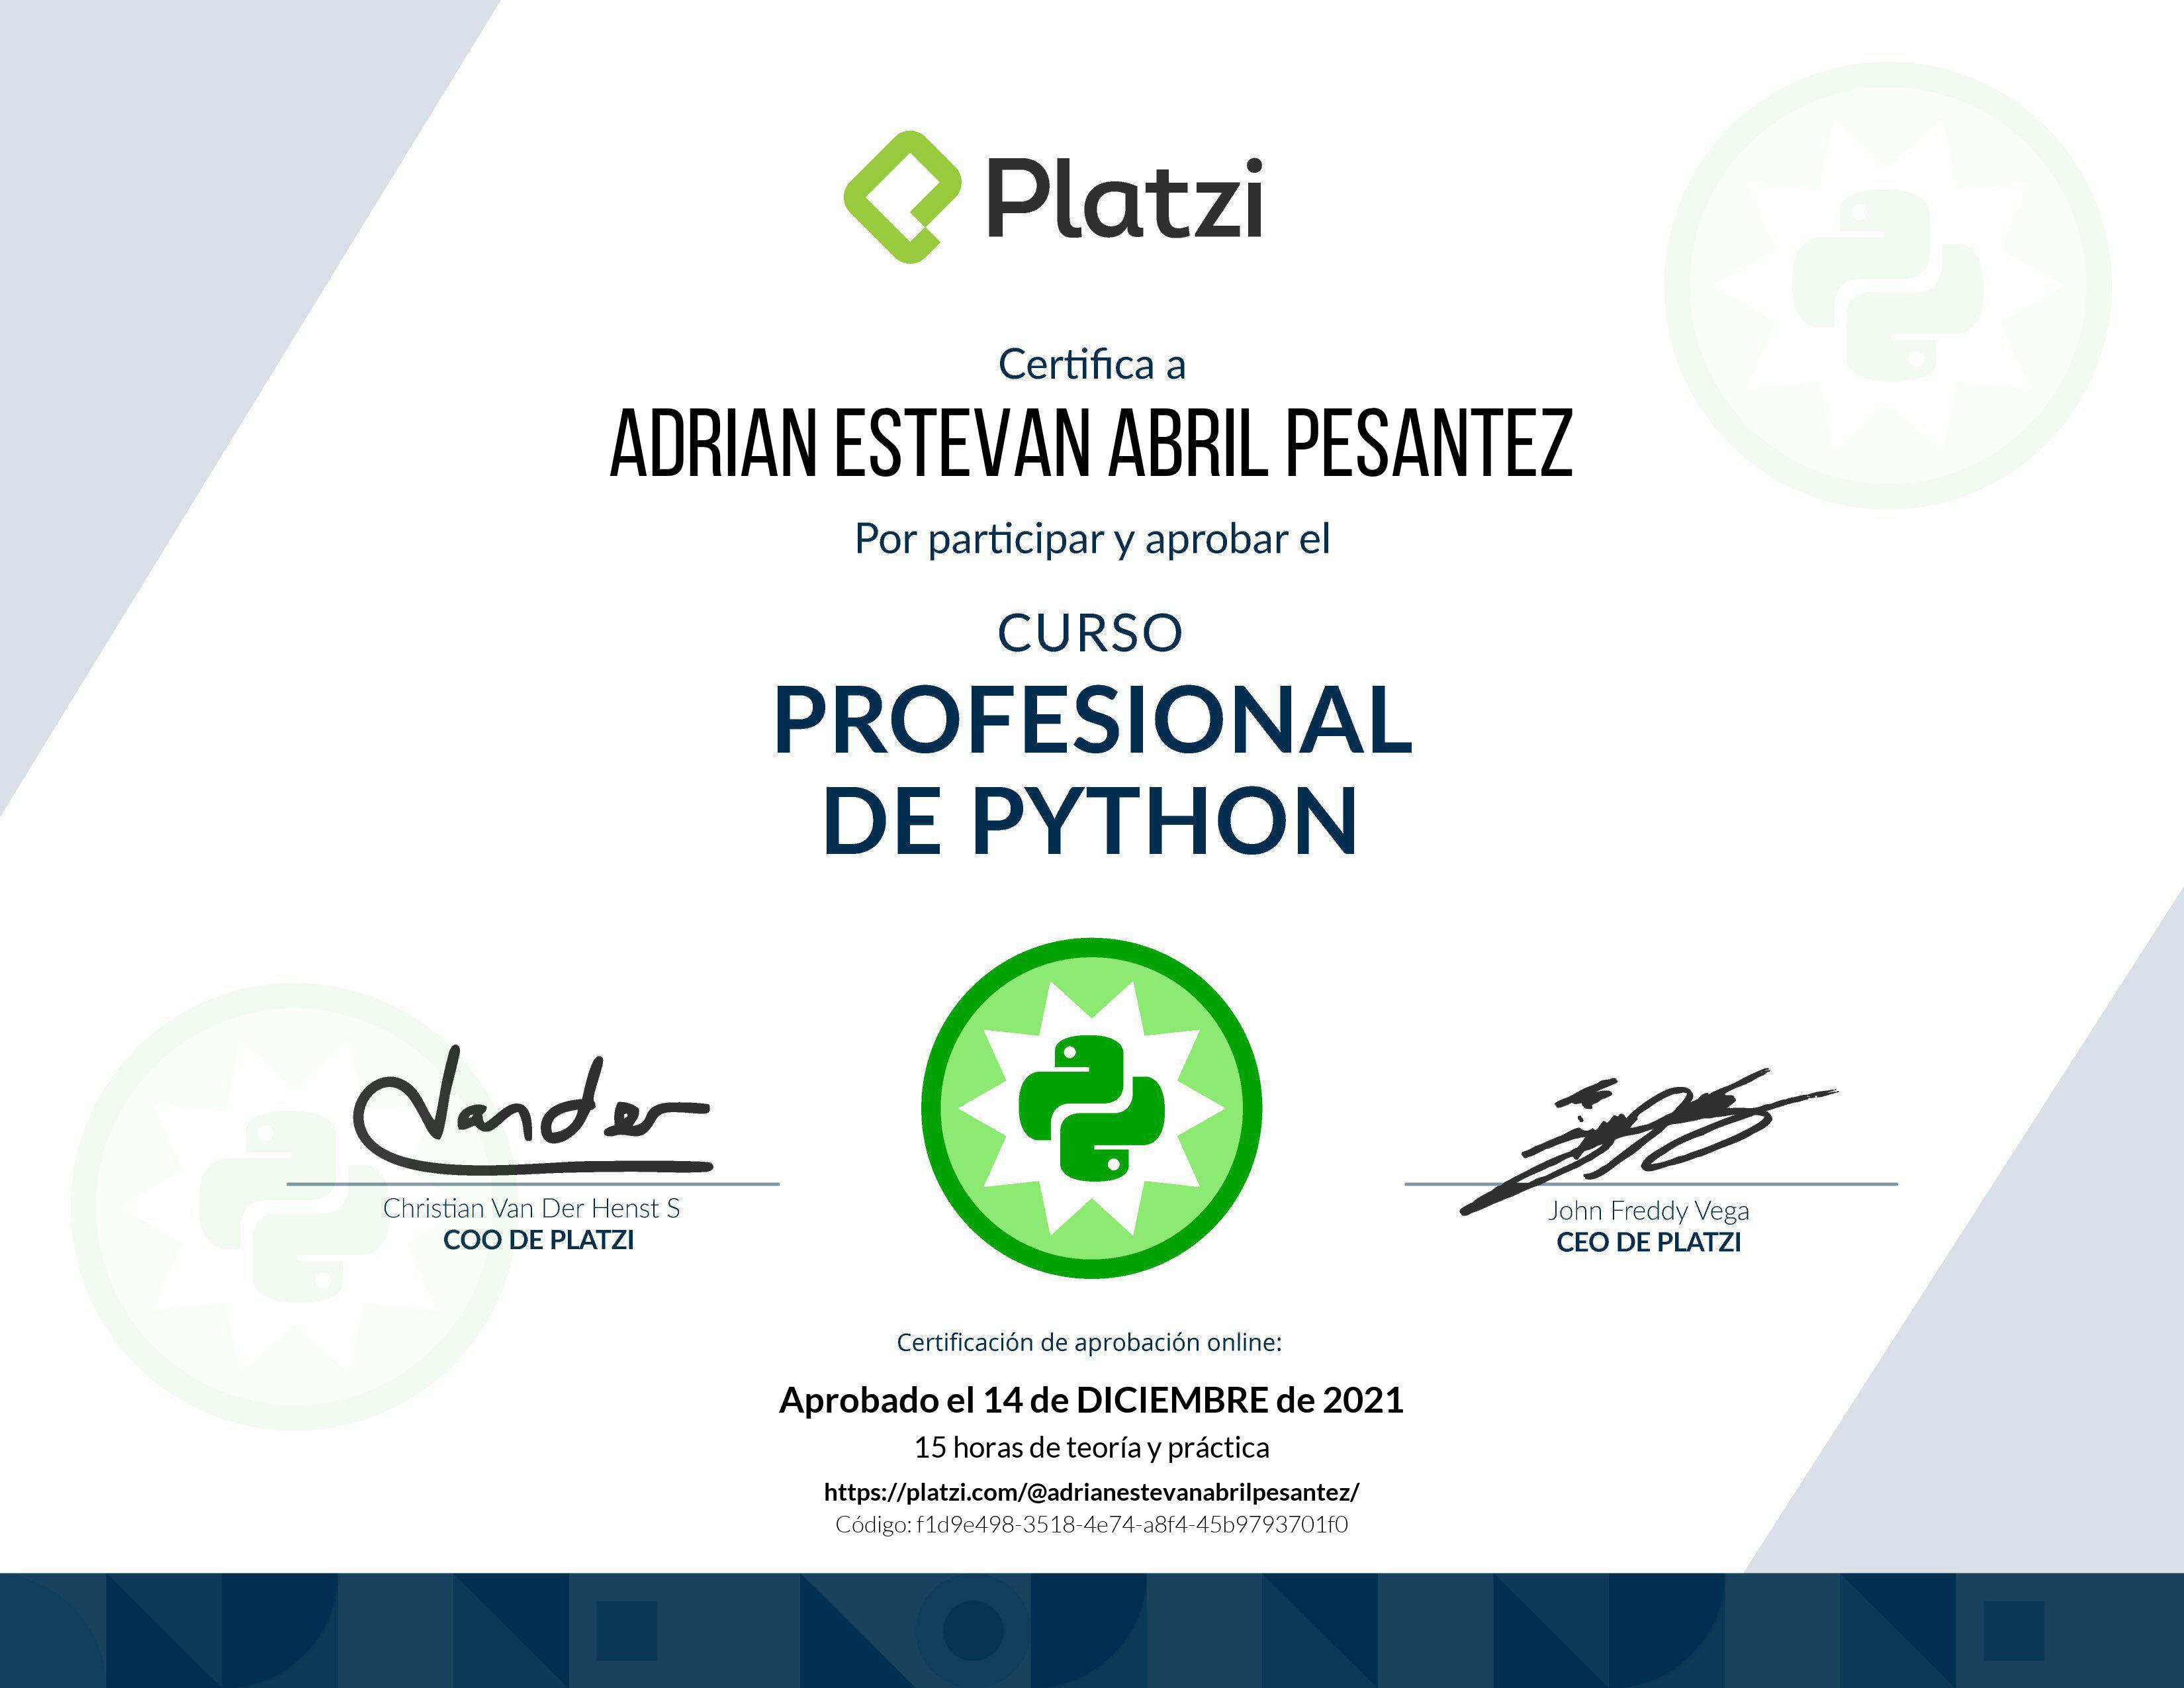 Platzi
Certifica a
ADRIAN ESTEVAN ABRIL PESANTEZ
Por participar y aprobar el
CURSO
PROFESIONAL
DE PYTHON
Vander
Christian Van Der Henst S
COO DE PLATZI
John Freddy Vega
CEO DE PLATZI
Certificación de aprobación online:
Aprobado el 14 de DICIEMBRE de 2021
15 horas de teoría y práctica
https://platzi.com/@adrianestevanabrilpesantez/
Código: f1d9e498-3518-4e74-a8f4-45b9793701f0